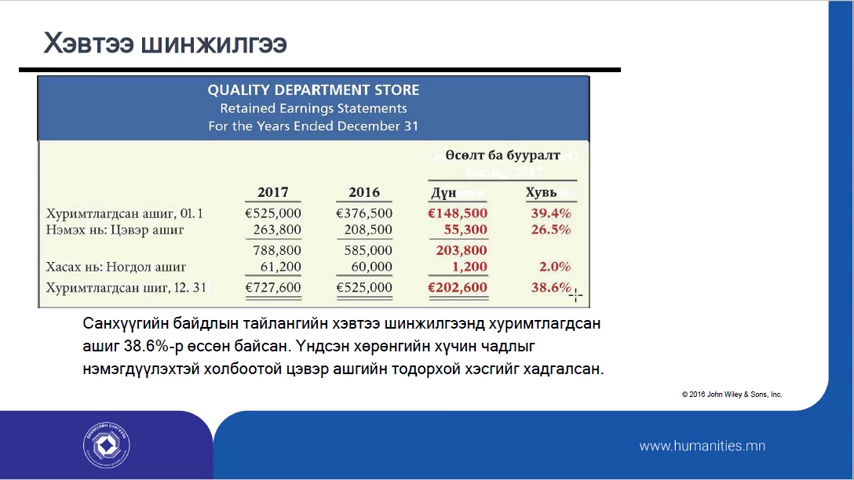 Хэвтээ шинжилгээ
QUALITY DEPARTMENT STORE
Retained Earnings Statements
For the Years Ended December 31
Өсөлт ба бууралт
2017 2016 Дүн Хувь
Хуримтлагдсан ашиг, 01. 1 €525,000 €376,500 €148,500 39.4%
Нэмэх нь: Цэвэр ашиг 263,800 208,500 55,300 26.5%
788,800 585,000 203,800
Хасах нь: Ногдол ашиг 61,200 60,000 1,200 2.0%
Хуримтлагдсан шиг, 12. 31 €727,600 €525,000 €202,600 38.6%
Санхүүгийн байдлын тайлангийн хэвтээ шинжилгээнд хуримтлагдсан
ашиг 38.6%-р өссөн байсан. Үндсэн хөрөнгийн хүчин чадлыг
нэмэгдүүлэхтэй холбоотой цэвэр ашгийн тодорхой хэсгийг хадгалсан.
© 2016 John Wiley & Sons, Inc.
www.humanities.mn